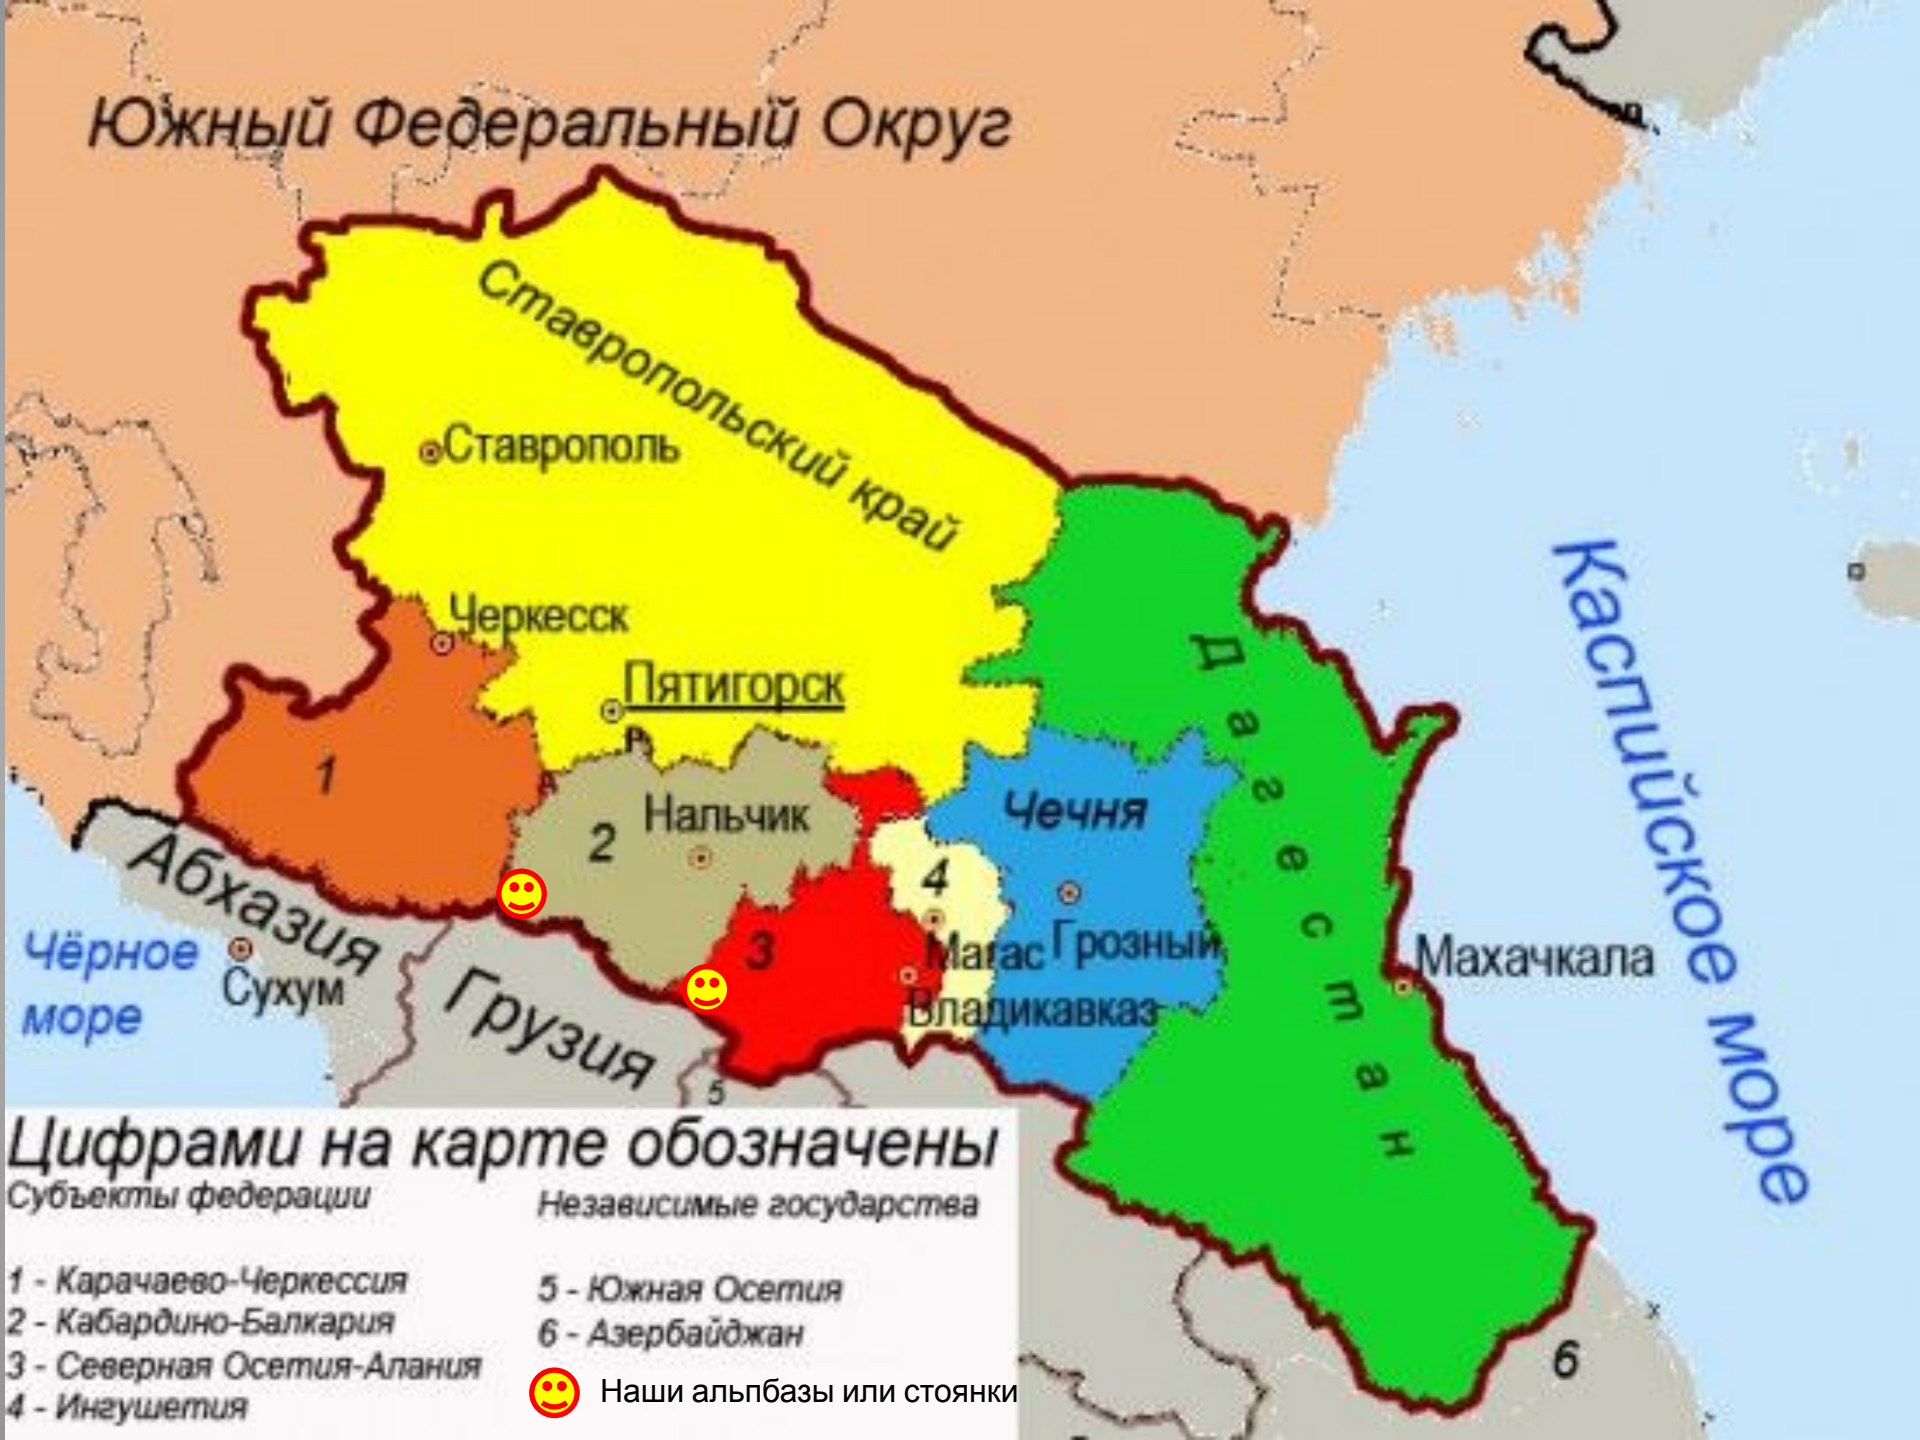 Южный Федеральный Округ
Ставропольский край
Ставрополь
Черкесск
Пятигорск
1
2
Нальчик
Чечня
Дагестан
4
3
Магас
Грозный
Владикавказ
Махачкала
Каспийское море
Абхазия
Чёрное
море
Сухум
Грузия
5
6
Цифрами на карте обозначены
Субъекты федерации
1 - Карачаево-Черкессия
2 - Кабардино-Балкария
3 - Северная Осетия-Алания
4 - Ингушетия
Независимые государства
5 - Южная Осетия
6 - Азербайджан
Наши альпбазы или стоянки